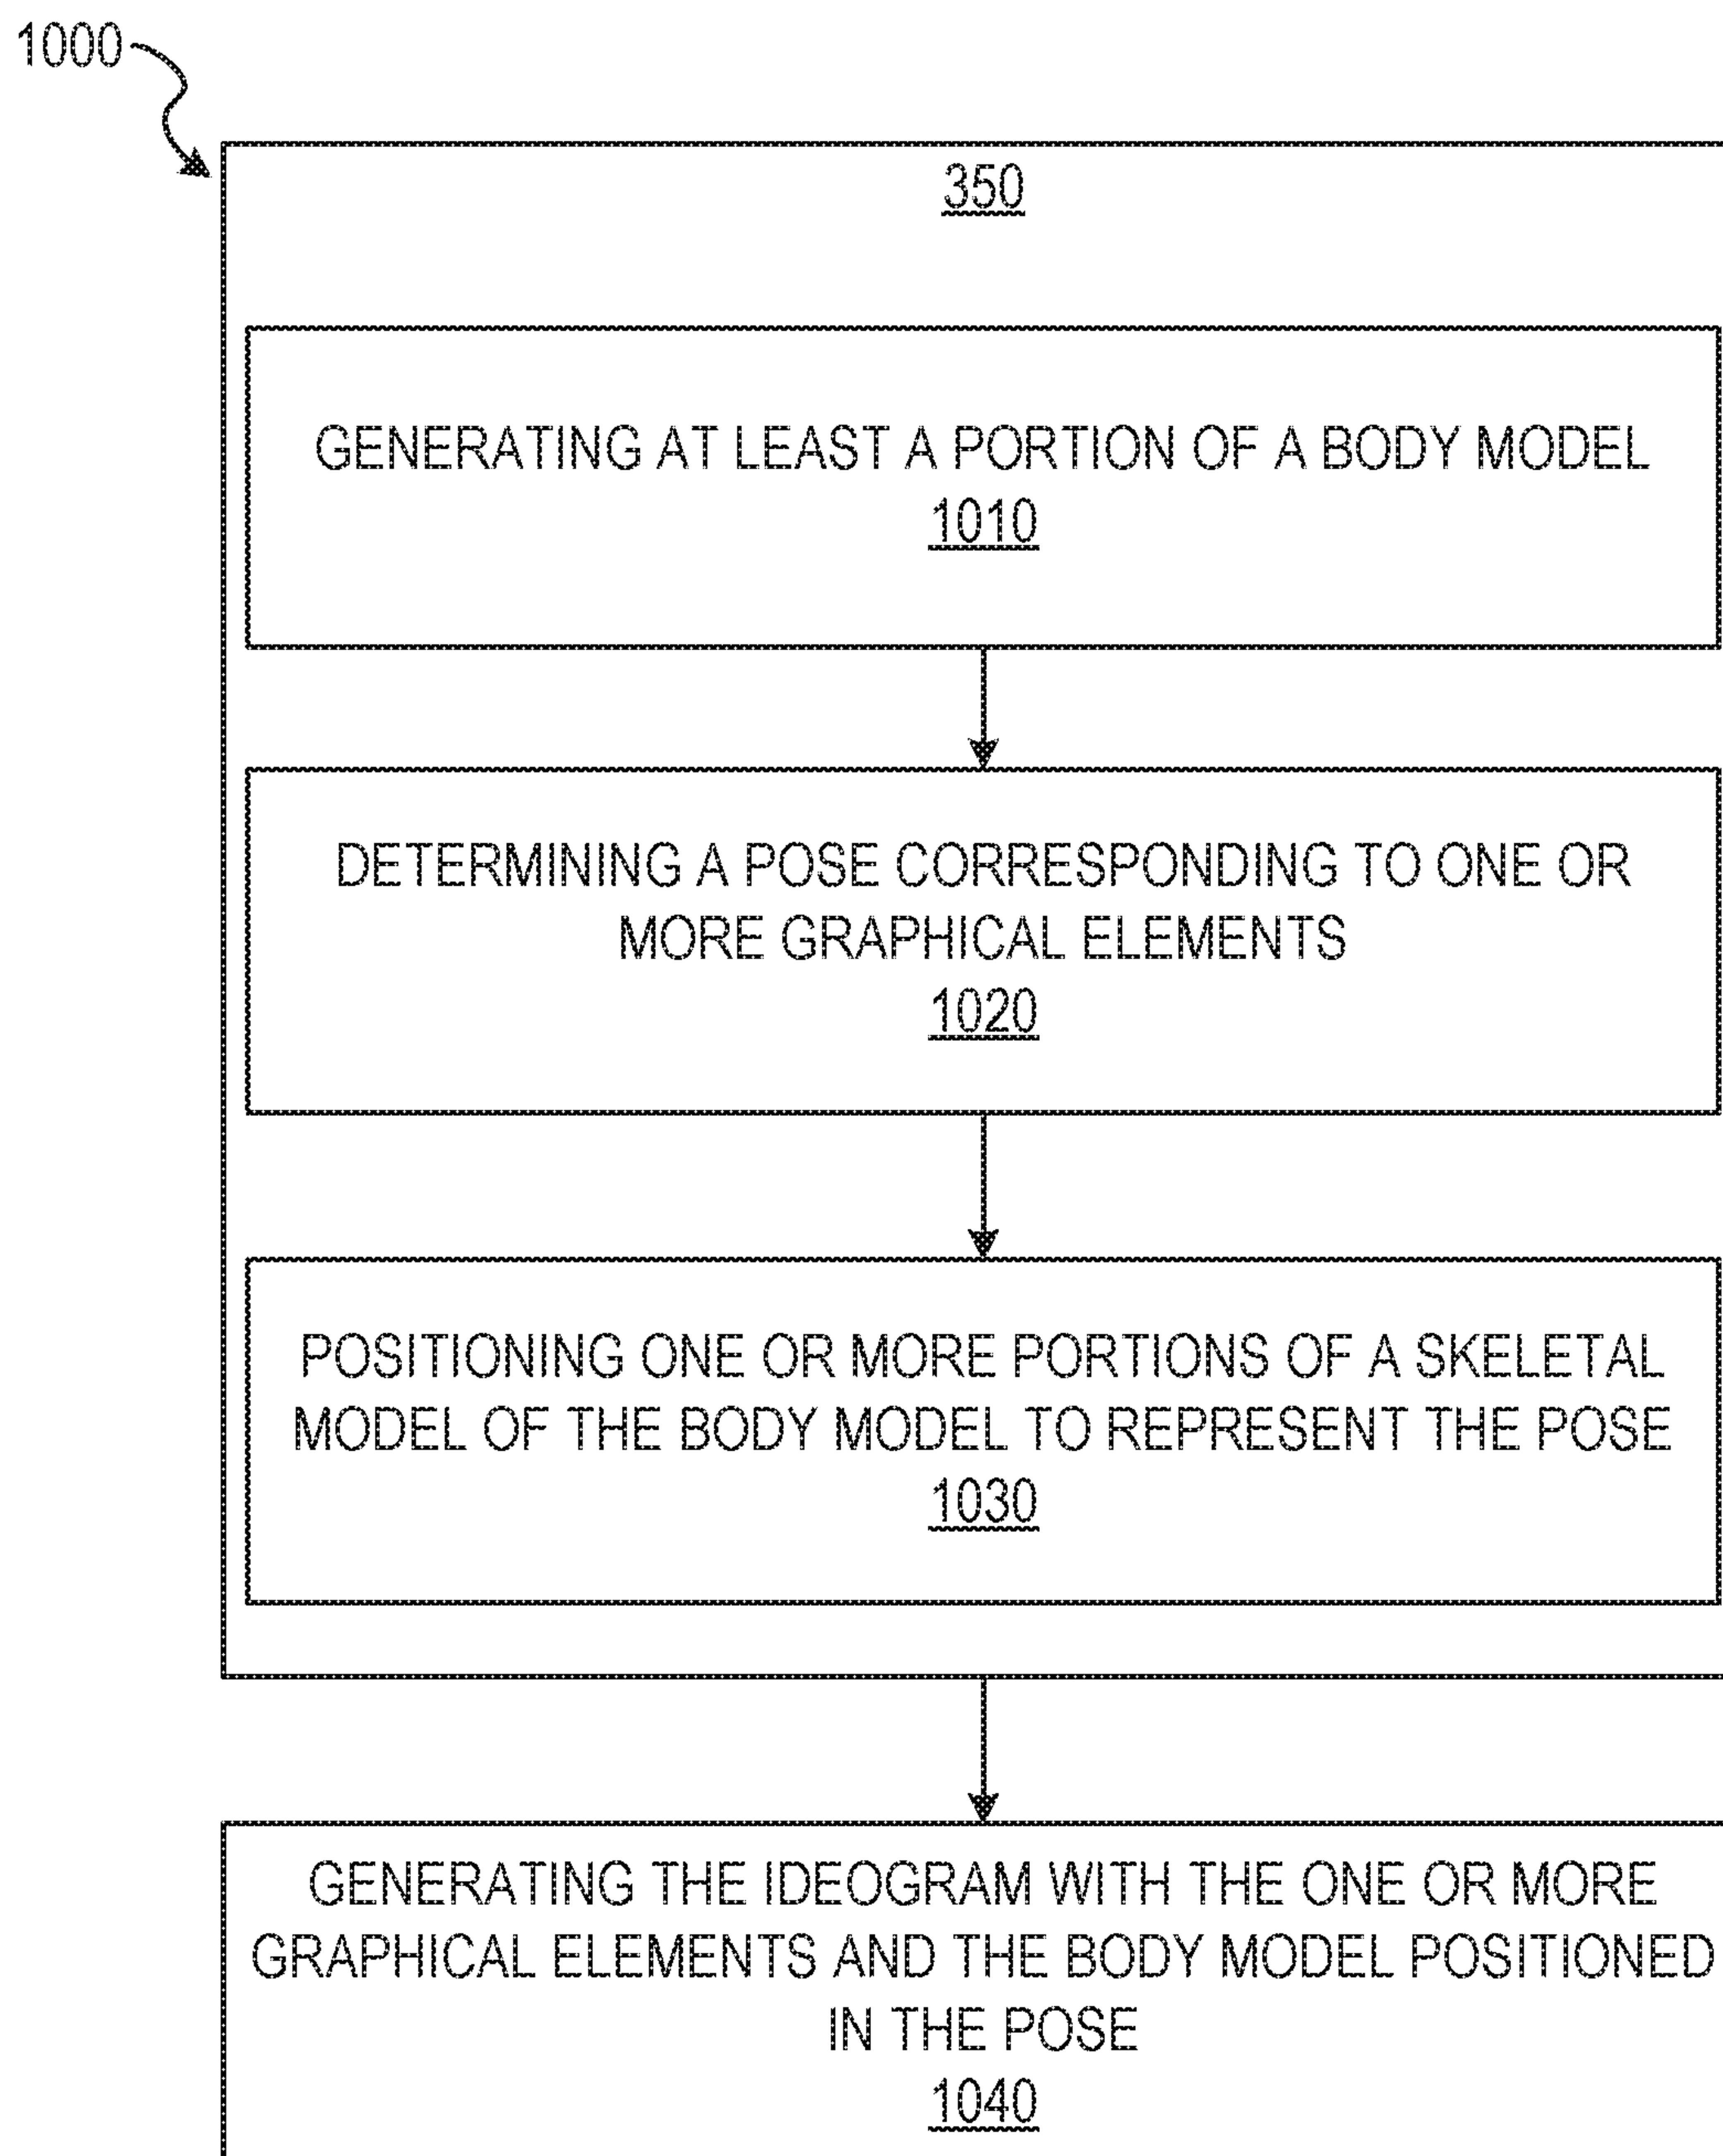 1000
350
GENERATING AT LEAST A PORTION OF A BODY MODEL
1010
DETERMINING A POSE CORRESPONDING TO ONE OR
MORE GRAPHICAL ELEMENTS
1020
POSITIONING ONE OR MORE PORTIONS OF A SKELETAL
MODEL OF THE BODY MODEL TO REPRESENT THE POSE
1030
GENERATING THE IDEOGRAM WITH THE ONE OR MORE
GRAPHICAL ELEMENTS AND THE BODY MODEL POSITIONED
IN THE POSE
1040